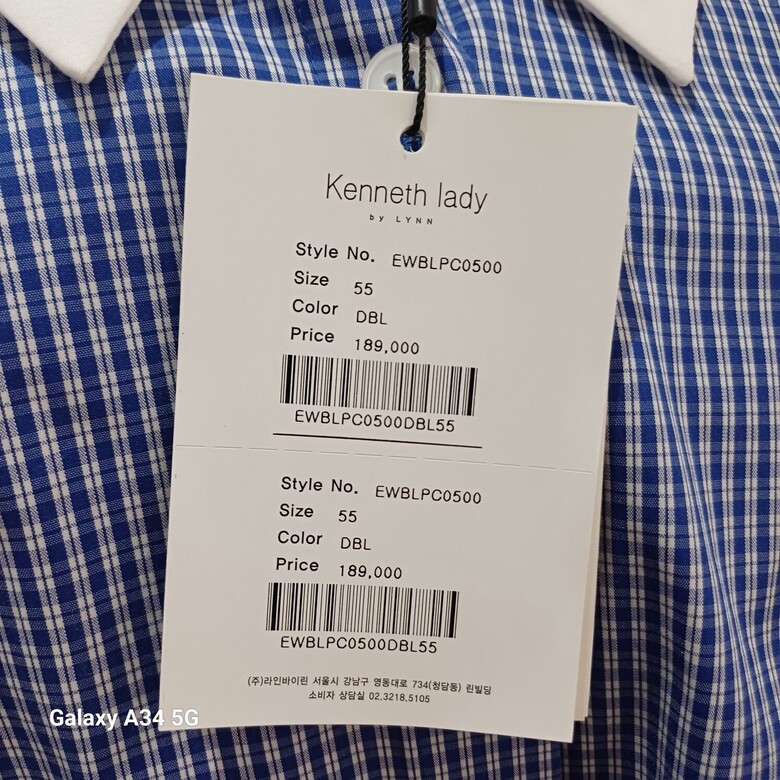 Kenneth lady
by LYNN
Style No. EWBLPC0500
Size 55
Color DBL
Price 189,000
EWBLPC0500DBL55
Style No. EWBLPC0500
Size 55
Color DBL
Price 189,000
EWBLPC0500DBL55
(주)라인바이린 서울시 강남구 영동대로 734(청담동) 린빌딩
소비자 상담실 02.3218.5105
Galaxy A34 5G